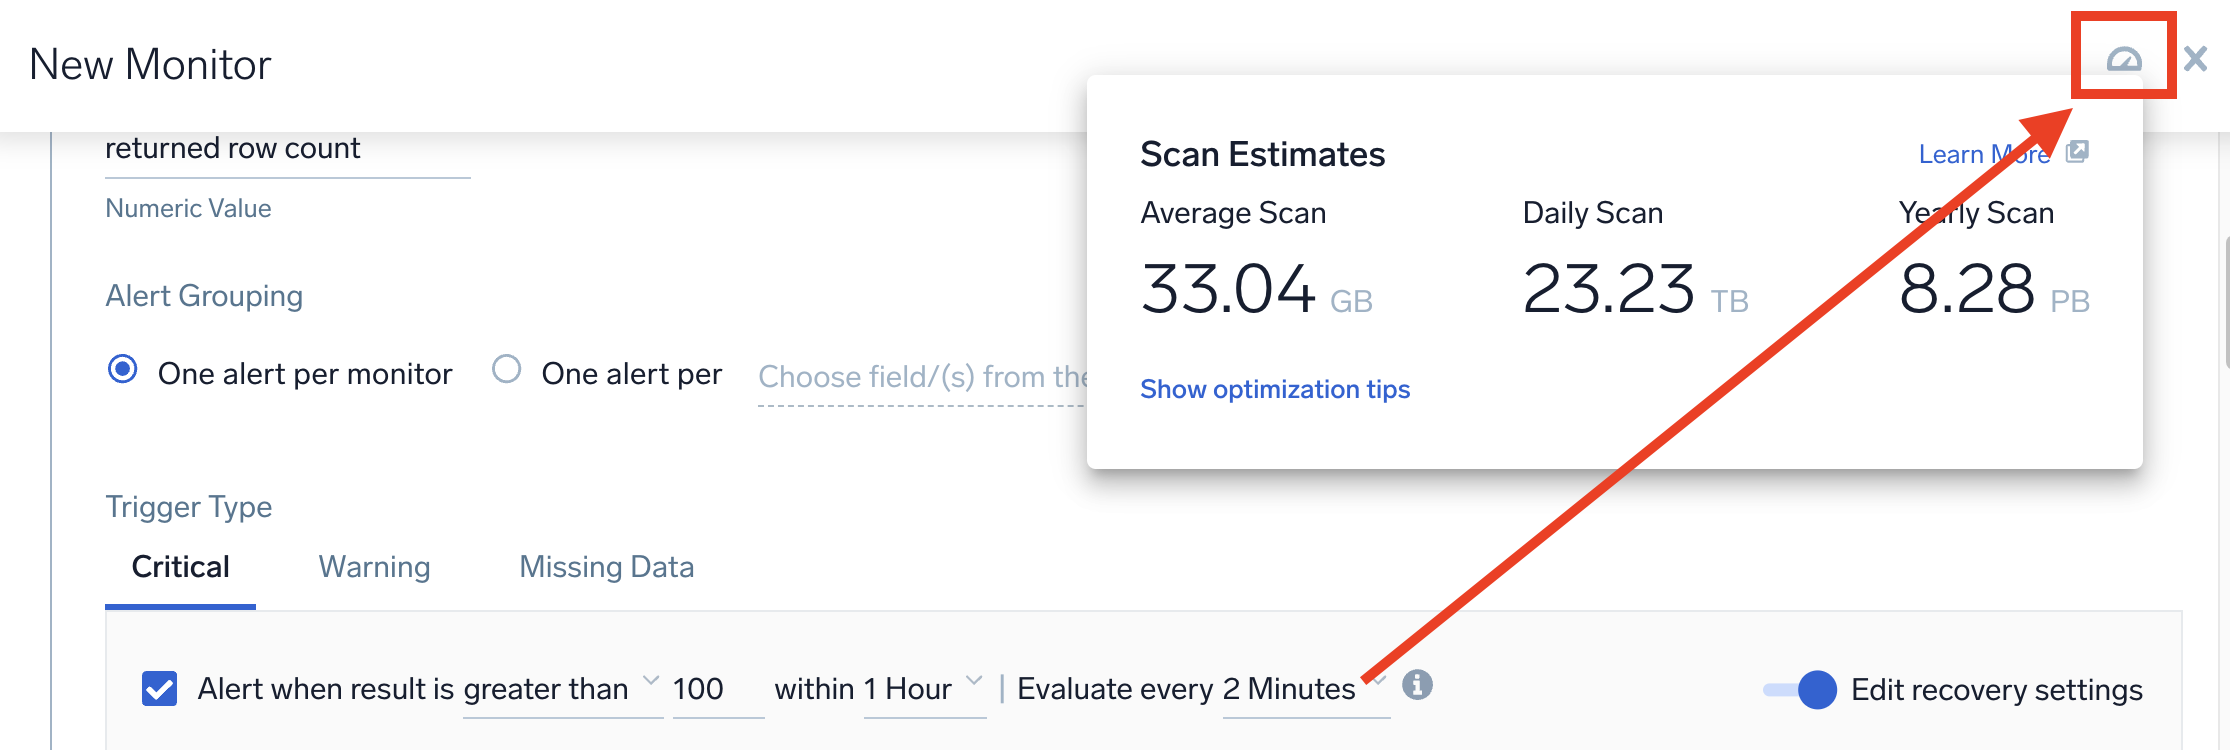 New Monitor
returned row count
Numeric Value
Alert Grouping
One alert per monitor One alert per Choose field/(s) from the
Scan Estimates Learn More
Average Scan Daily Scan Yearly Scan
33.04 GB 23.23 TB 8.28 PB
Show optimization tips
Trigger Type
Critical Warning Missing Data
Alert when result is greater than 100 within 1 Hour | Evaluate every 2 Minutes Edit recovery settings